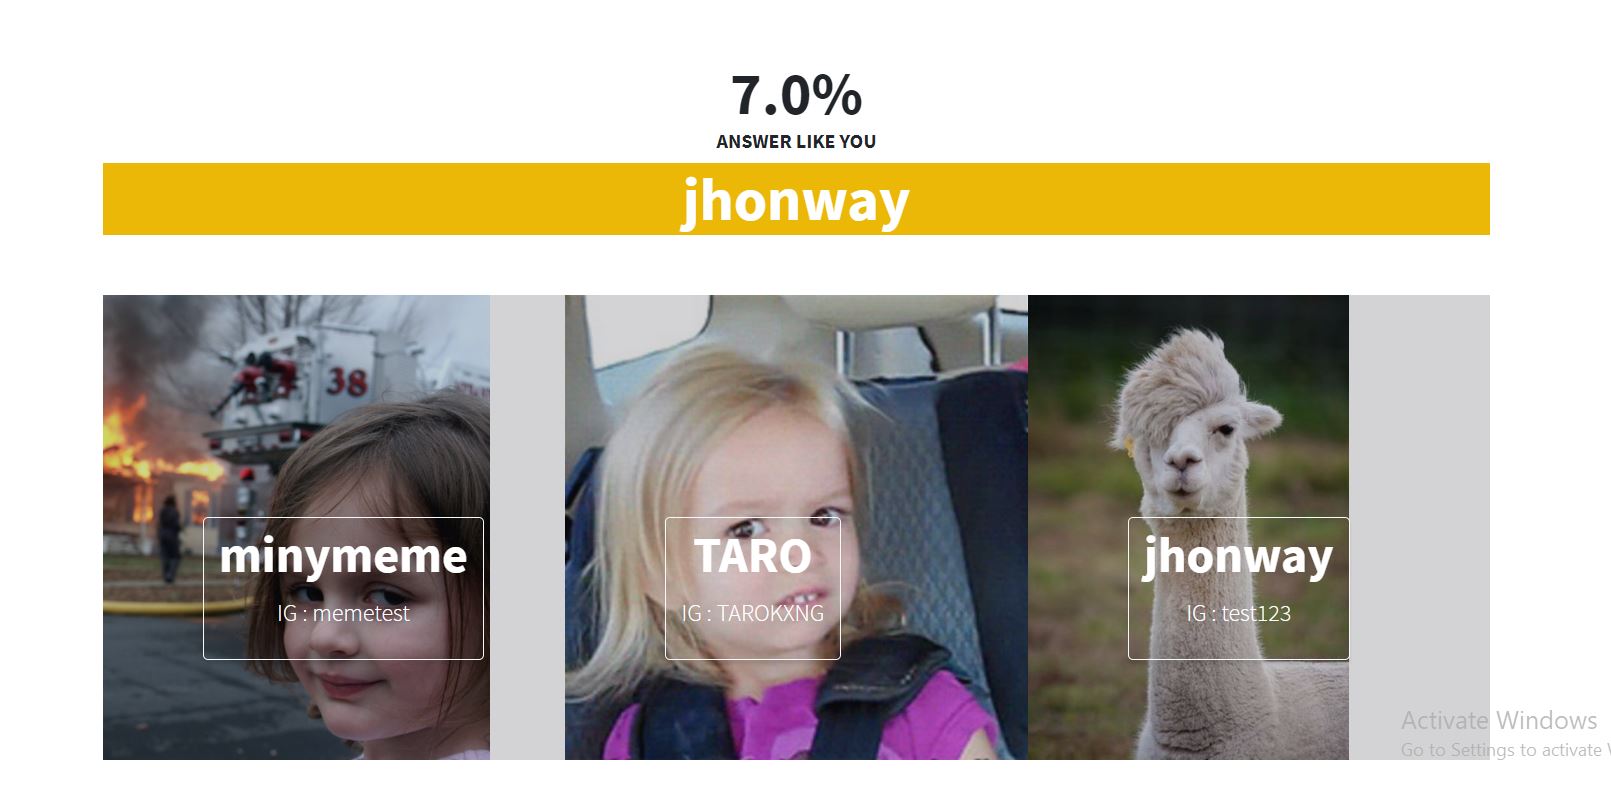 7.0%
ANSWER LIKE YOU
jhonway
38
minymeme
IG : memetest
TARO
IG : TAROKXNG
jhonway
IG : test123
Activate Windows
Go to Settings to activate W